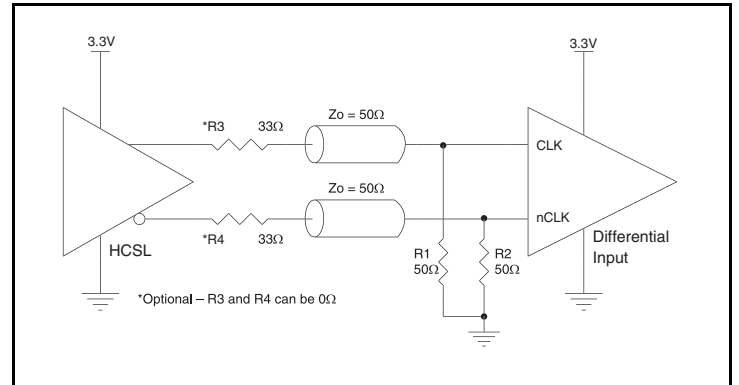 3.3V
3.3V
*R3
33Ω
Zo = 50Ω
CLK
Zo = 50Ω
nCLK
HCSL
*R4
33Ω
R1
50Ω
R2
50Ω
Differential
Input
*Optional – R3 and R4 can be 0Ω